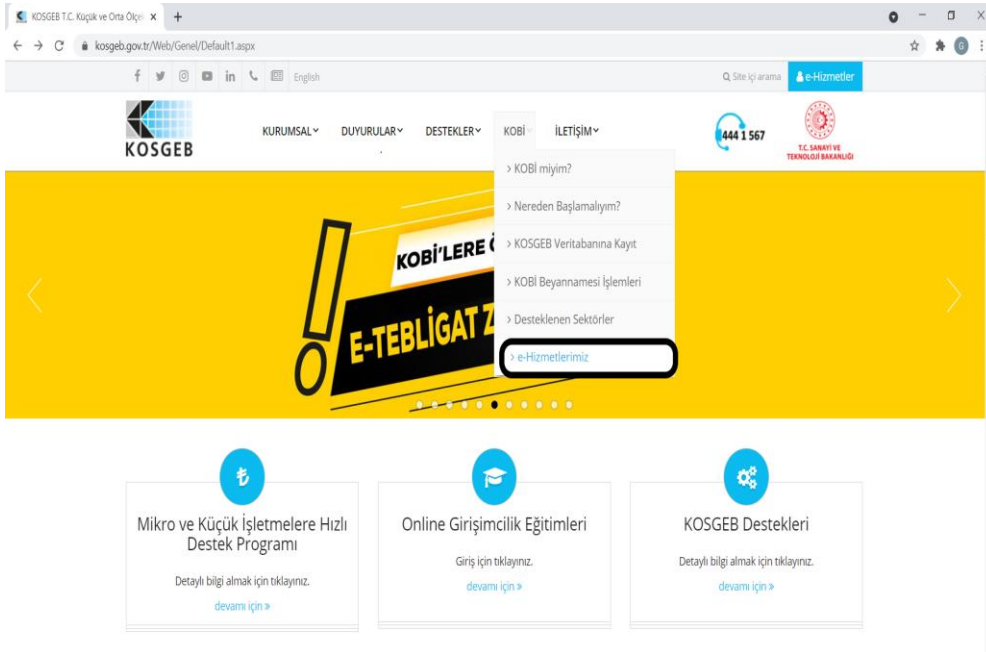 KOSGEB T.C. Küçük ve Orta Ölçe
kosgeb.gov.tr/Web/Genel/Default1.aspx
G
English
Site içi arama
e-Hizmetler
KOSGEB
KURUMSAL
DUYURULAR
DESTEKLER
KOBİ
İLETİŞİM
444 1 567
T.C. SANAYİ VE
TEKNOLOJİ BAKANLIĞI
> KOBİ miyim?
> Nereden Başlamalıyım?
> KOSGEB Veritabanına Kayıt
> KOBİ Beyannamesi İşlemleri
> Desteklenen Sektörler
> e-Hizmetlerimiz
KOBİ'LERE
E-TEBLİGAT Z
Mikro ve Küçük İşletmelere Hızlı
Destek Programı
Detaylı bilgi almak için tıklayınız.
devamı için »
Online Girişimcilik Eğitimleri
Giriş için tıklayınız.
devamı için »
KOSGEB Destekleri
Detaylı bilgi almak için tıklayınız.
devamı için »